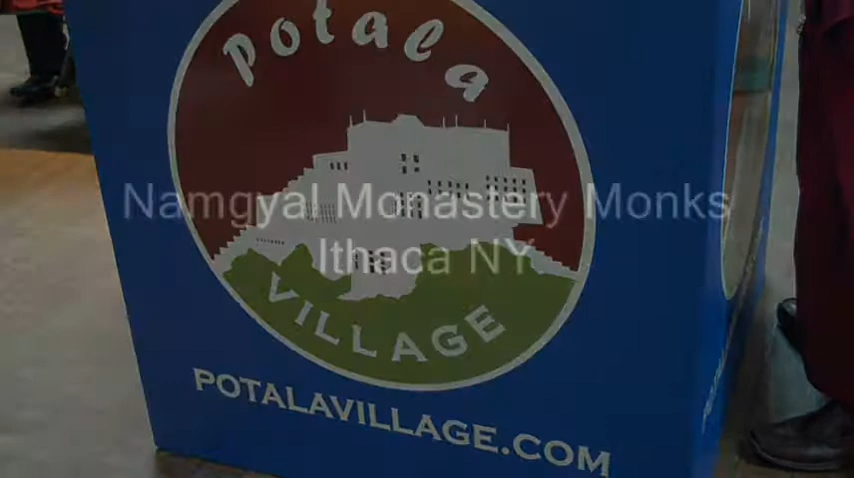 Potala
Namgyal Monastery Monks
Ithaca NY
VILLAGE
POTALAVILLAGE.COM